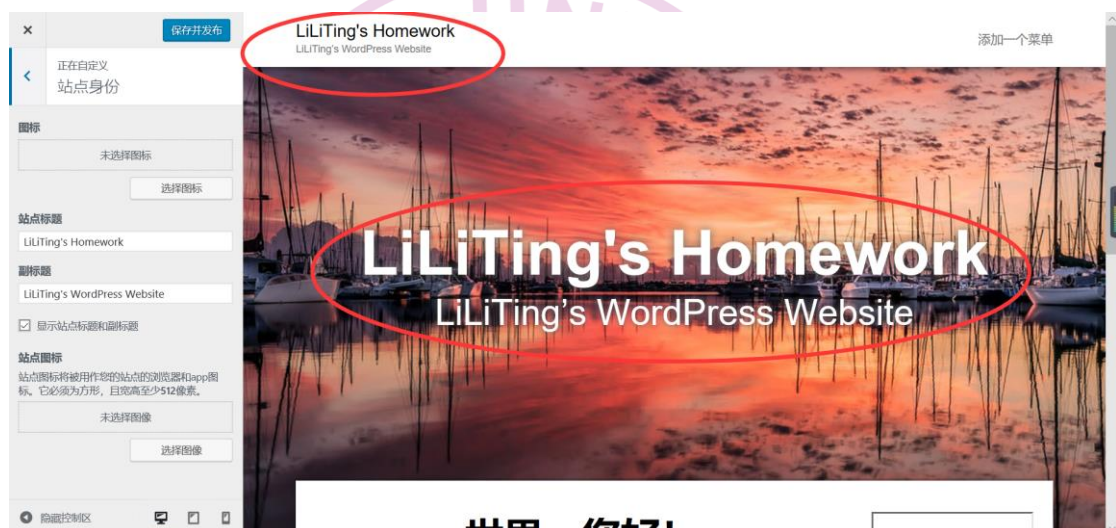 保存并发布
正在自定义
站点身份
图标
未选择图标
选择图标
站点标题
LiLiTing's Homework
副标题
LiLiTing's WordPress Website
显示站点标题和副标题
站点图标
站点图标将被用作您的站点的浏览器和app图
标。它必须为方形，且宽高至少512像素。
未选择图像
选择图像
隐藏控制区
LiLiTing's Homework
LiLiTing's WordPress Website
添加一个菜单
LiLiTing's Homework
LiLiTing’s WordPress Website
世界，您好!